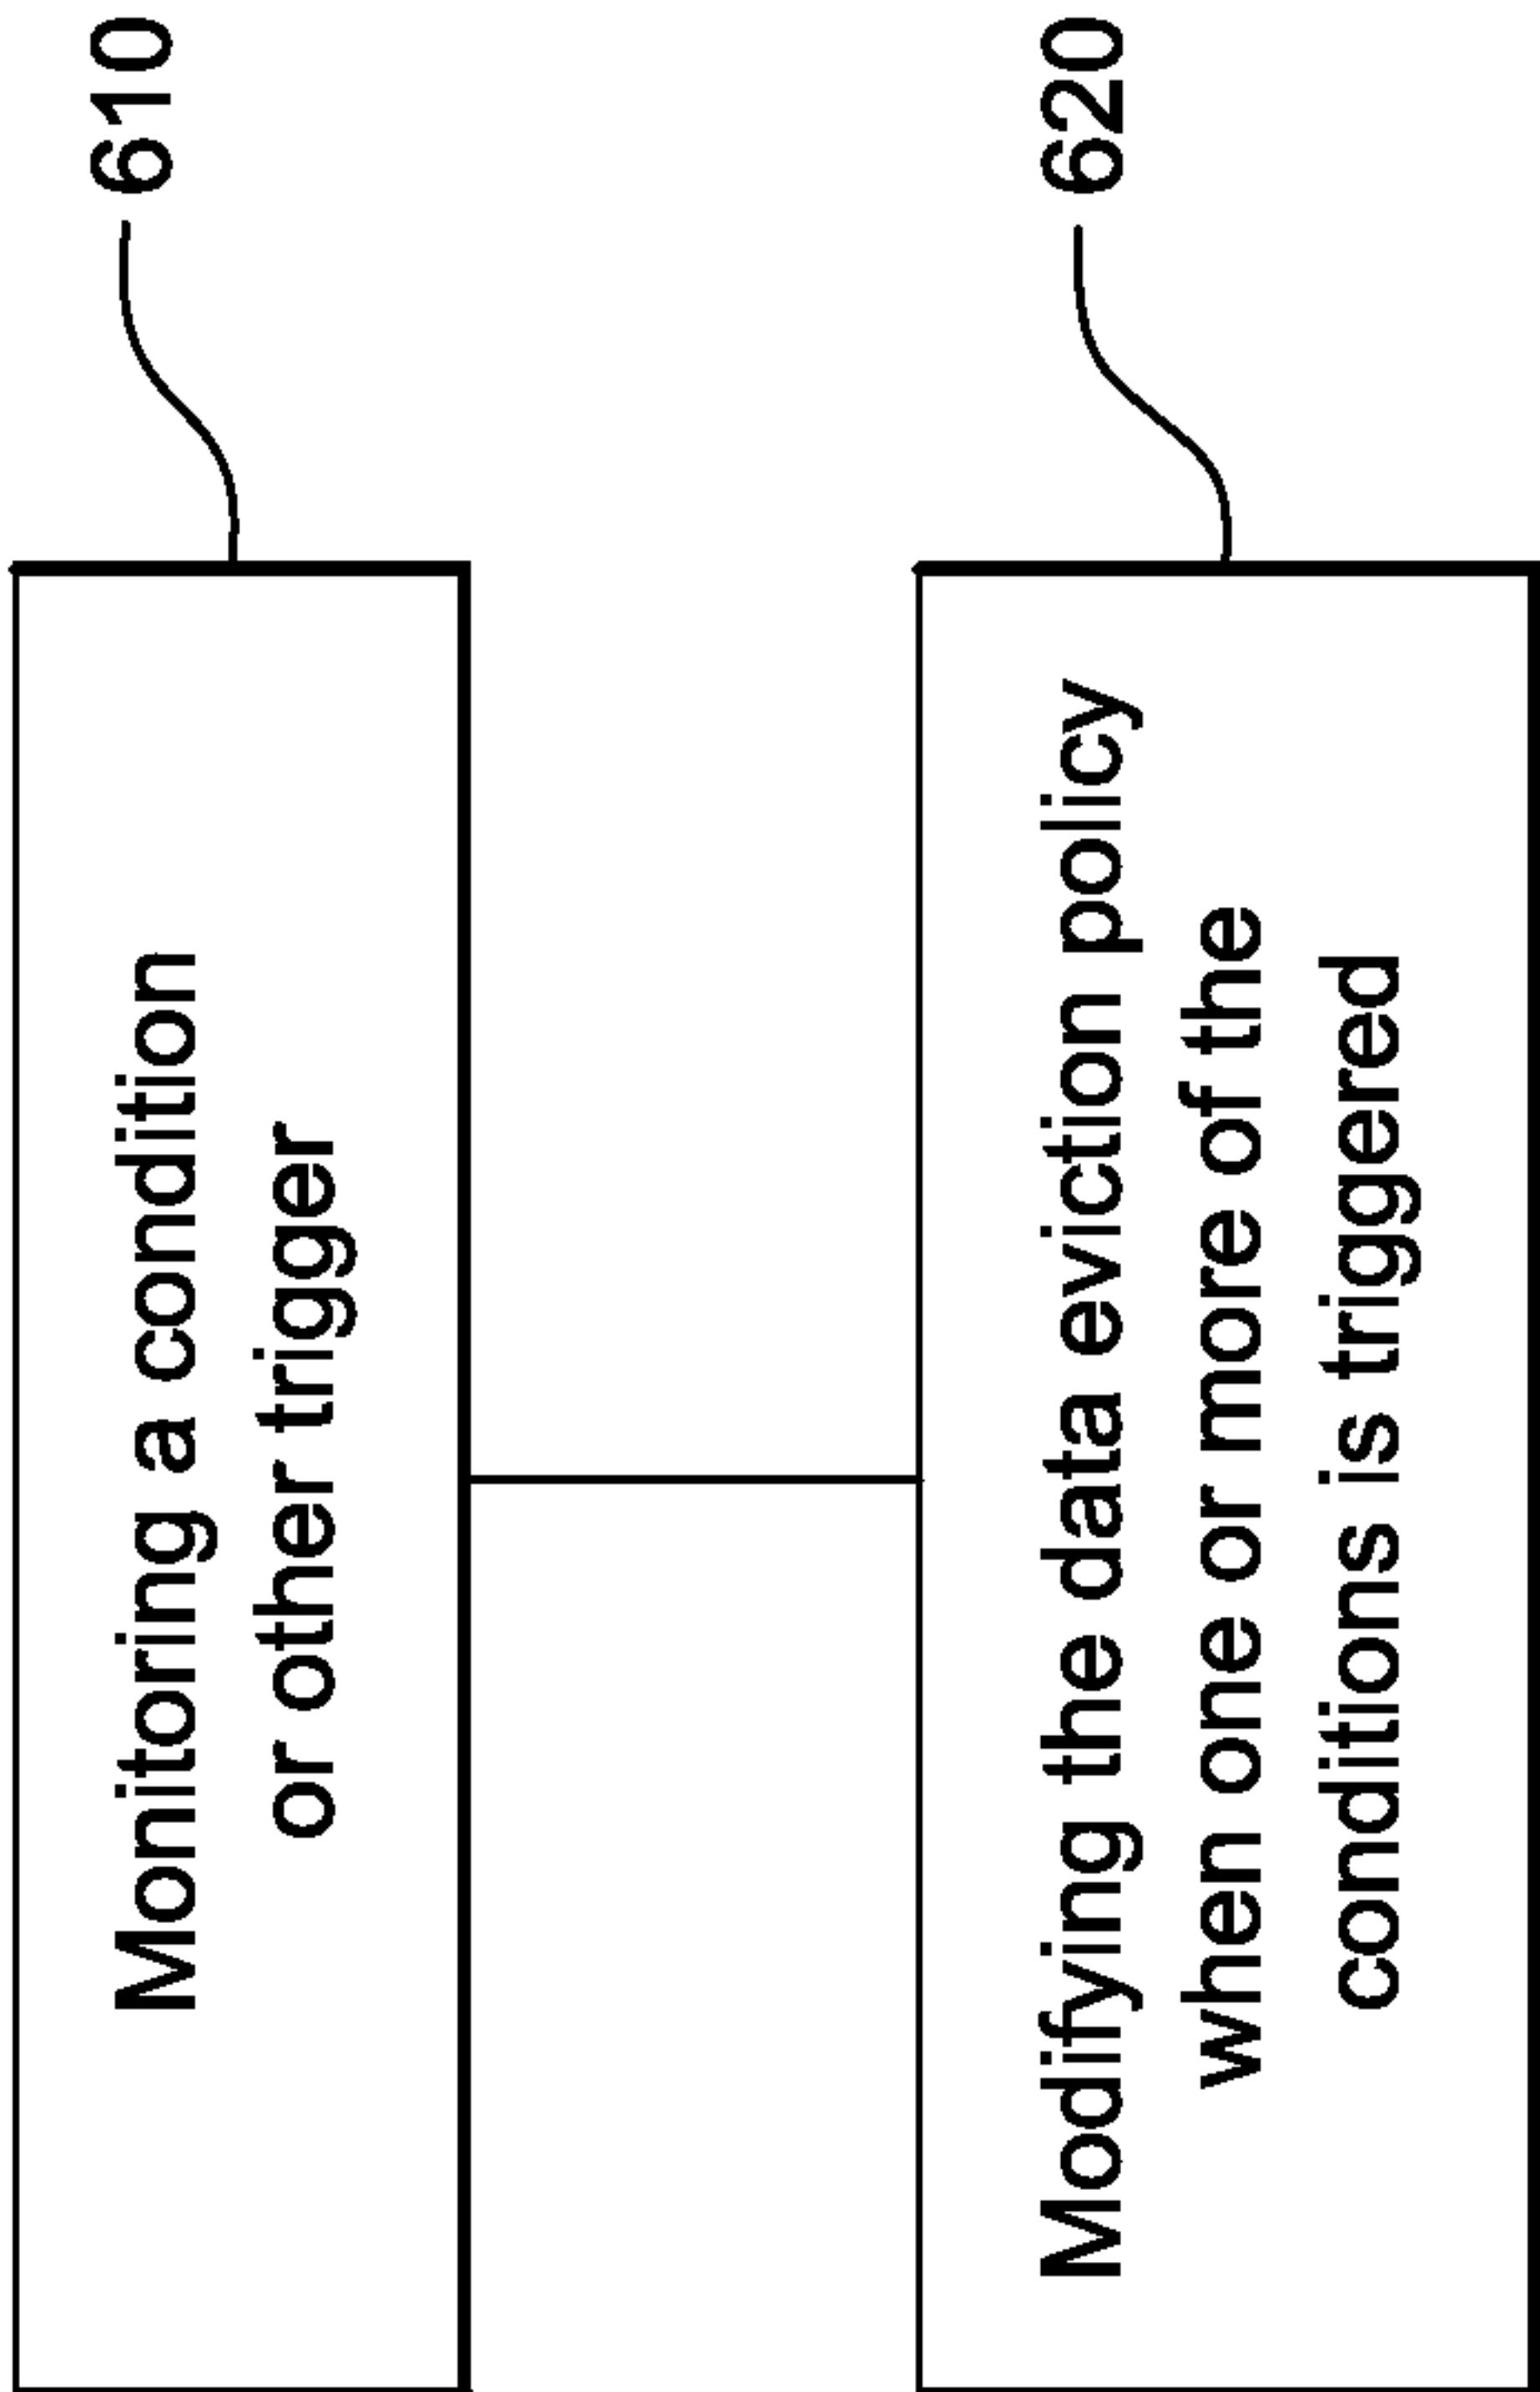 Monitoring a condition
or other trigger
610
Modifying the data eviction policy
when one or more of the
conditions is triggered
620